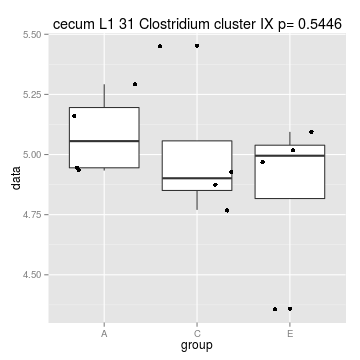 cecum L1 31 Clostridium cluster IX p= 0.5446
5.50
5.25
5.00
4.75
4.50
data
A C E
group